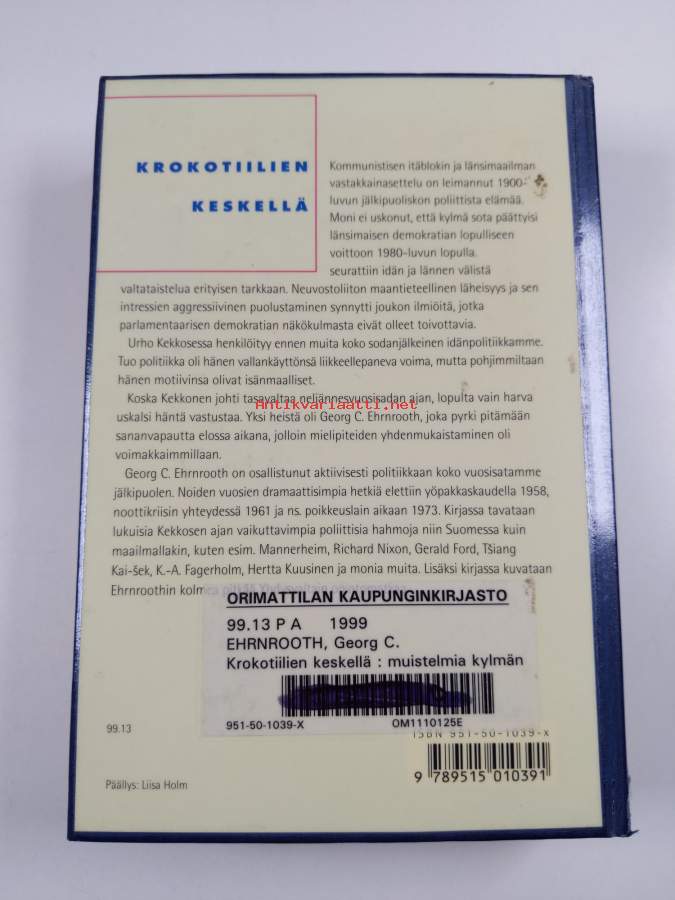 KROKOTIILIEN
KESKELLÄ
Kommunistisen itäblokin ja länsimaailman
vastakkainasettelu on leimannut 1900-
luvun jälkipuoliskon poliittista elämää.
Moni ei uskonut, että kylmä sota päättyisi
länsimaisen demokratian lopulliseen
voittoon 1980-luvun lopulla.
seurattiin idän ja lännen välistä
valtataistelua erityisen tarkkaan. Neuvostoliiton maantieteellinen läheisyys ja sen
intressien aggressiivinen puolustaminen synnytti joukon ilmiöitä, jotka
parlamentaarisen demokratian näkökulmasta eivät olleet toivottavia.
Urho Kekkosessa henkilöityy ennen muita koko sodanjälkeinen idänpolitiikkamme.
Tuo politiikka oli hänen vallankäyttönsä liikkeellepaneva voima, mutta pohjimmiltaan
hänen motiivinsa olivat isänmaalliset.
Koska Kekkonen johti tasavaltaa neljännesvuosisadan ajan, lopulta vain harva
uskalsi häntä vastustaa. Yksi heistä oli Georg C. Ehrnrooth, joka pyrki pitämään
Antikvariaatti.net
sananvapautta elossa aikana, jolloin mielipiteiden yhdenmukaistaminen oli
voimakkaimmillaan.
Georg C. Ehrnrooth on osallistunut aktiivisesti politiikkaan koko vuosisatamme
jälkipuolen. Noiden vuosien dramaattisimpia hetkiä elettiin yöpakkaskaudella 1958,
noottikriisin yhteydessä 1961 ja ns. poikkeuslain aikaan 1973. Kirjassa tavataan
lukuisia Kekkosen ajan vaikuttavimpia poliittisia hahmoja niin Suomessa kuin
maailmallakin, kuten esim. Mannerheim, Richard Nixon, Gerald Ford, Tšiang
Kai-šek, K.-A. Fagerholm, Hertta Kuusinen ja monia muita. Lisäksi kirjassa kuvataan
Ehrnroothin
ORIMATTILAN KAUPUNGINKIRJASTO
99.13 P A 1999
EHRNROOTH, Georg C.
Krokotiilien keskellä : muistelmia kylmän
951-50-1039-X OM1110125E
99.13
ISBN 951-50-1039-X
9 789515 010391
Päällys: Liisa Holm